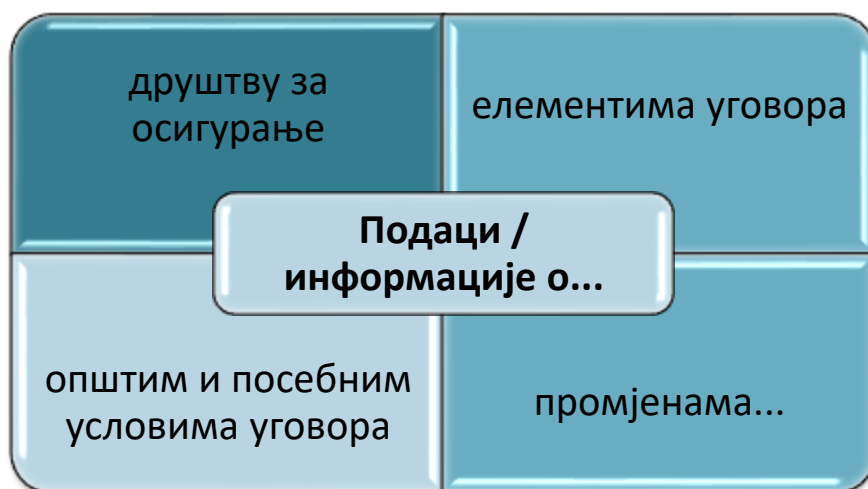 друштву за
осигурање
елементима уговора
Подаци /
информације о...
општим и посебним
условима уговора
промјенама...